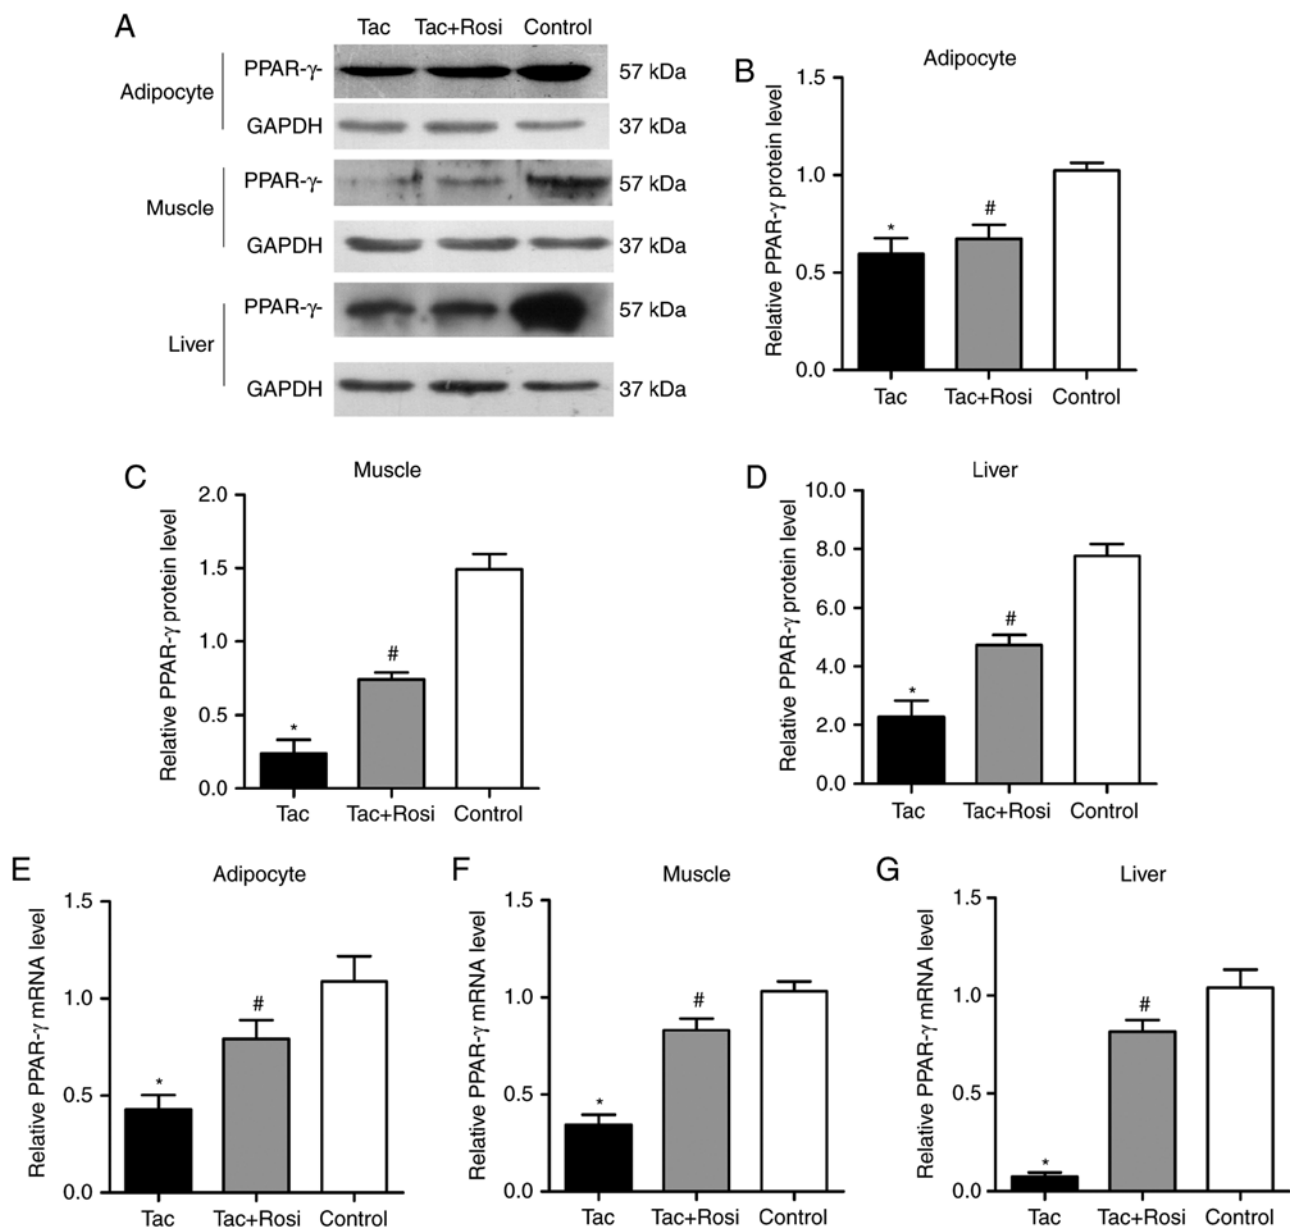 A
Tac Tac+Rosi Control
Adipocyte
PPAR-γ- 57 kDa
GAPDH 37 kDa
Muscle
PPAR-γ- 57 kDa
GAPDH 37 kDa
Liver
PPAR-γ- 57 kDa
GAPDH 37 kDa
B
Adipocyte
Relative PPAR-γ protein level
1.5
1.0
0.5
0.0
*
#
Tac Tac+Rosi Control
C
Muscle
Relative PPAR-γ protein level
2.0
1.5
1.0
0.5
0.0
*
#
Tac Tac+Rosi Control
D
Liver
Relative PPAR-γ protein level
10.0
8.0
6.0
4.0
2.0
0.0
*
#
Tac Tac+Rosi Control
E
Adipocyte
Relative PPAR-γ mRNA level
1.5
1.0
0.5
0.0
*
#
Tac Tac+Rosi Control
F
Muscle
Relative PPAR-γ mRNA level
1.5
1.0
0.5
0.0
*
#
Tac Tac+Rosi Control
G
Liver
Relative PPAR-γ mRNA level
1.5
1.0
0.5
0.0
*
#
Tac Tac+Rosi Control